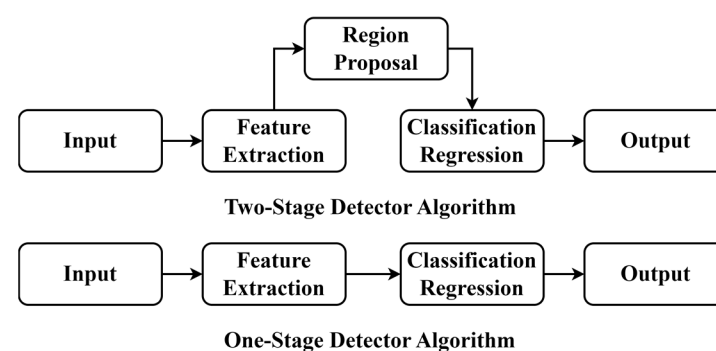 Region
Proposal
Input
Feature
Extraction
Classification
Regression
Output
Two-Stage Detector Algorithm
Input
Feature
Extraction
Classification
Regression
Output
One-Stage Detector Algorithm